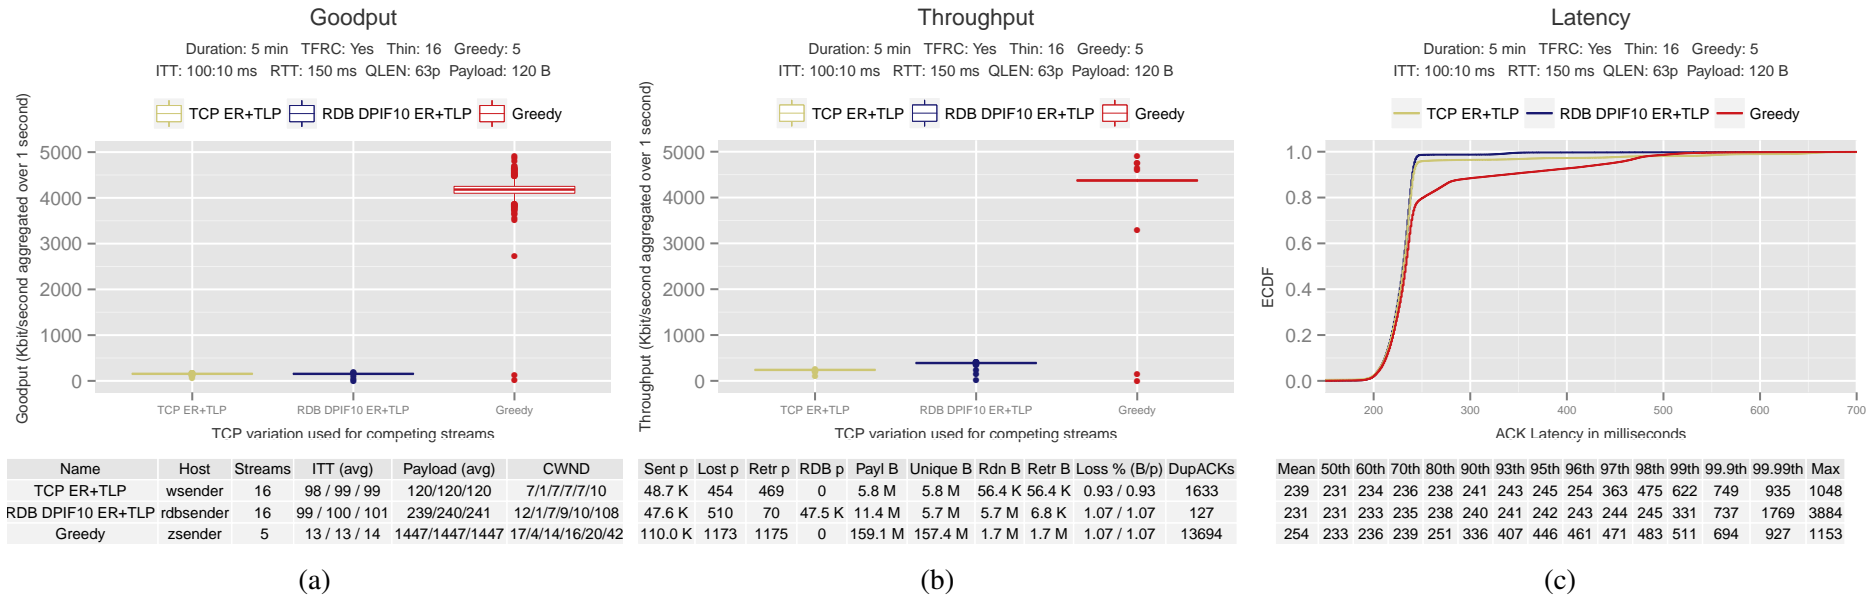 Goodput
Duration: 5 min TFRC: Yes Thin: 16 Greedy: 5
ITT: 100:10 ms RTT: 150 ms QLEN: 63p Payload: 120 B
TCP ER+TLP RDB DPIF10 ER+TLP Greedy
Goodput (Kbit/second aggregated over 1 second)
5000
4000
3000
2000
1000
0
TCP ER+TLP RDB DPIF10 ER+TLP Greedy
TCP variation used for competing streams
Name Host Streams ITT (avg) Payload (avg) CWND
TCP ER+TLP wsender 16 98 / 99 / 99 120/120/120 7/1/7/7/7/10
RDB DPIF10 ER+TLP rdbsender 16 99 / 100 / 101 239/240/241 12/1/7/9/10/108
Greedy zsender 5 13 / 13 / 14 1447/1447/1447 17/4/14/16/20/42
(a)
Throughput
Duration: 5 min TFRC: Yes Thin: 16 Greedy: 5
ITT: 100:10 ms RTT: 150 ms QLEN: 63p Payload: 120 B
TCP ER+TLP RDB DPIF10 ER+TLP Greedy
Throughput (Kbit/second aggregated over 1 second)
5000
4000
3000
2000
1000
0
TCP ER+TLP RDB DPIF10 ER+TLP Greedy
TCP variation used for competing streams
Sent p Lost p Retr p RDB p Payl B Unique B Rdn B Retr B Loss % (B/p) DupACKs
48.7 K 454 469 0 5.8 M 5.8 M 56.4 K 56.4 K 0.93 / 0.93 1633
47.6 K 510 70 47.5 K 11.4 M 5.7 M 5.7 M 6.8 K 1.07 / 1.07 127
110.0 K 1173 1175 0 159.1 M 157.4 M 1.7 M 1.7 M 1.07 / 1.07 13694
(b)
Latency
Duration: 5 min TFRC: Yes Thin: 16 Greedy: 5
ITT: 100:10 ms RTT: 150 ms QLEN: 63p Payload: 120 B
TCP ER+TLP RDB DPIF10 ER+TLP Greedy
ECDF
1.0
0.8
0.6
0.4
0.2
0.0
200 300 400 500 600 700
ACK Latency in milliseconds
Mean 50th 60th 70th 80th 90th 93th 95th 96th 97th 98th 99th 99.9th 99.99th Max
239 231 234 236 238 241 243 245 254 363 475 622 749 935 1048
231 231 233 235 238 240 241 242 243 244 245 331 737 1769 3884
254 233 236 239 251 336 407 446 461 471 483 511 694 927 1153
(c)